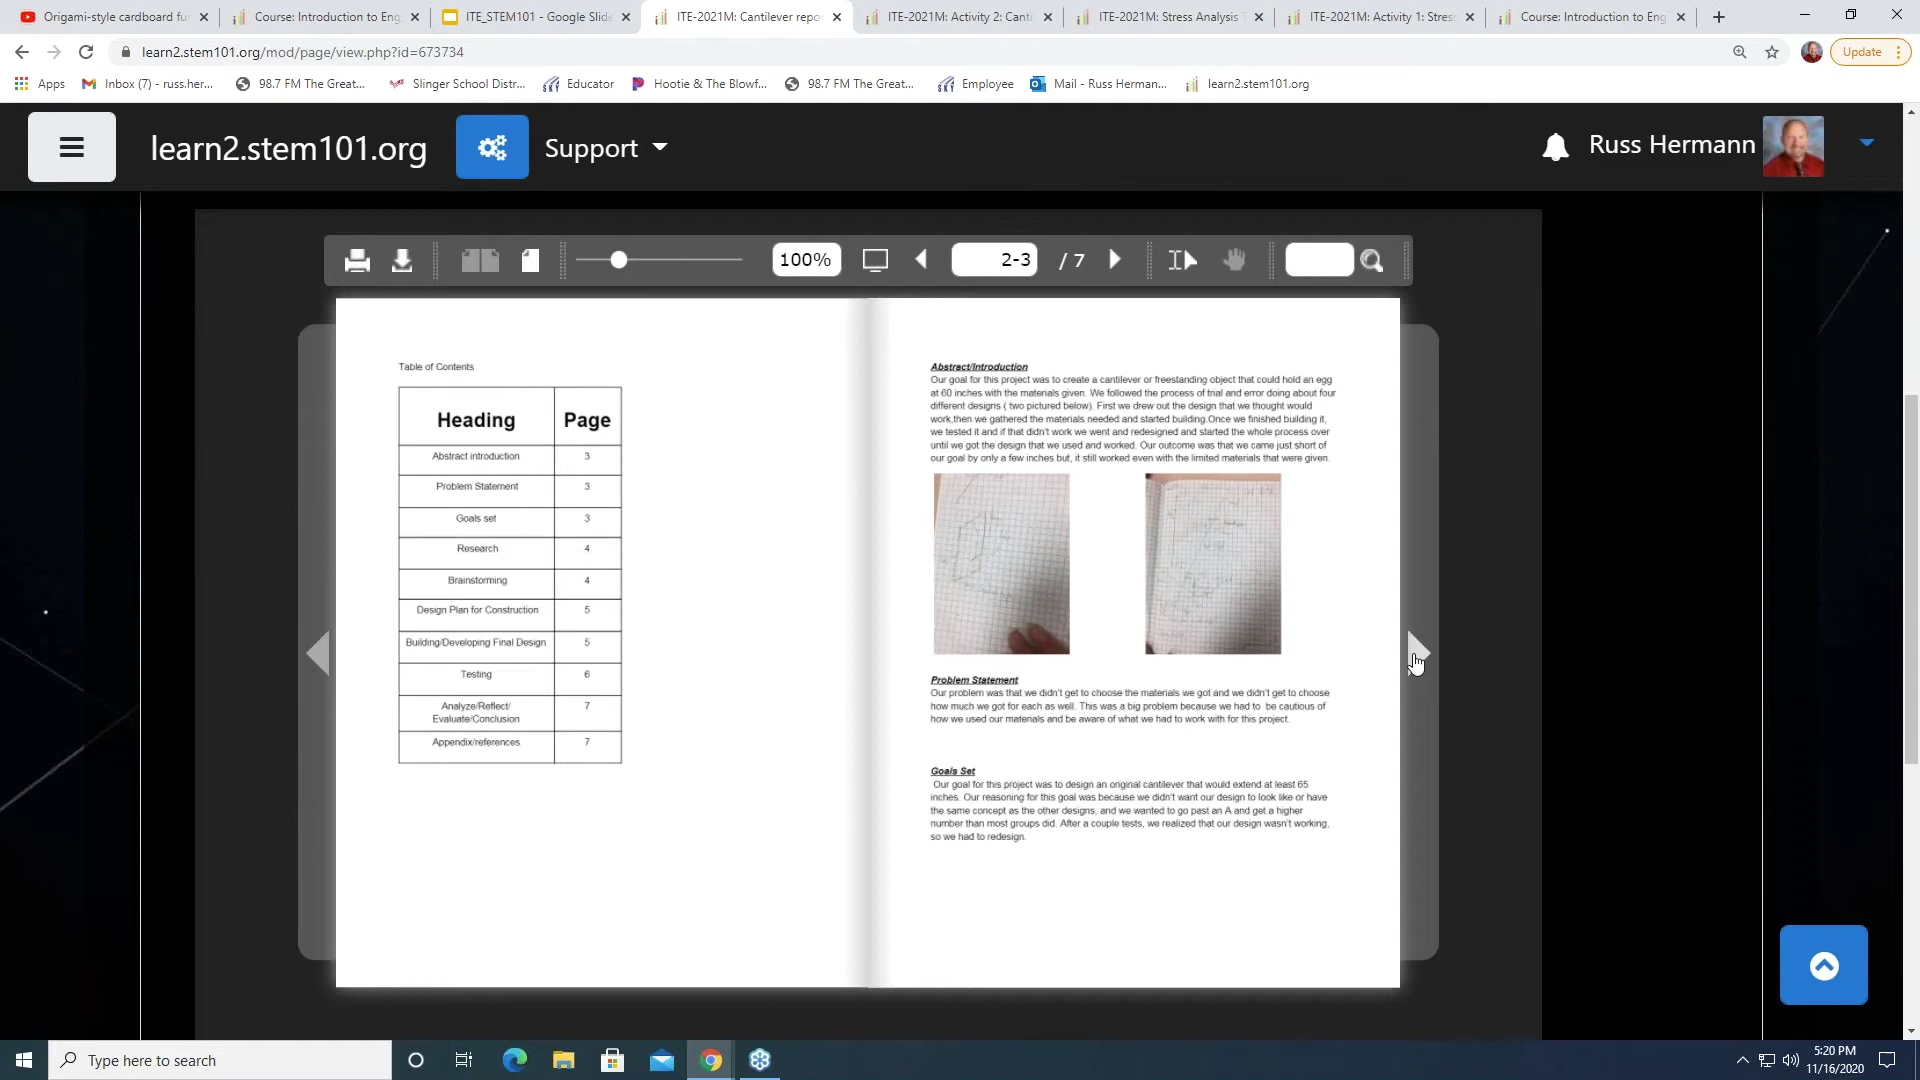 Origami-style cardboard fur
Course: Introduction to Eng
ITE_STEM101 - Google Slide
ITE-2021M: Cantilever repo
ITE-2021M: Activity 2: Canti
ITE-2021M: Stress Analysis
ITE-2021M: Activity 1: Stres
Course: Introduction to Eng
learn2.stem101.org/mod/page/view.php?id=673734
Update
Apps
Inbox (7) - russ.her...
98.7 FM The Great...
Slinger School Distr...
Educator
Hootie & The Blowf...
98.7 FM The Great...
Employee
Mail - Russ Herman...
learn2.stem101.org
learn2.stem101.org
Support
Russ Hermann
100%
2-3 / 7
Table of Contents
Heading Page
Abstract introduction 3
Problem Statement 3
Goals set 3
Research 4
Brainstorming 4
Design Plan for Construction 5
Building/Developing Final Design 5
Testing 6
Analyze/Reflect/ 7
Evaluate/Conclusion
Appendix/references 7
Abstract/Introduction
Our goal for this project was to create a cantilever or freestanding object that could hold an egg
at 60 inches with the materials given. We followed the process of trial and error doing about four
different designs ( two pictured below). First we drew out the design that we thought would
work,then we gathered the materials needed and started building.Once we finished building it,
we tested it and if that didn't work we went and redesigned and started the whole process over
until we got the design that we used and worked. Our outcome was that we came just short of
our goal by only a few inches but, it still worked even with the limited materials that were given.
Problem Statement
Our problem was that we didn't get to choose the materials we got and we didn't get to choose
how much we got for each as well. This was a big problem because we had to be cautious of
how we used our materials and be aware of what we had to work with for this project.
Goals Set
Our goal for this project was to design an original cantilever that would extend at least 65
inches. Our reasoning for this goal was because we didn't want our design to look like or have
the same concept as the other designs, and we wanted to go past an A and get a higher
number than most groups did. After a couple tests, we realized that our design wasn't working,
so we had to redesign.
Type here to search
5:20 PM
11/16/2020